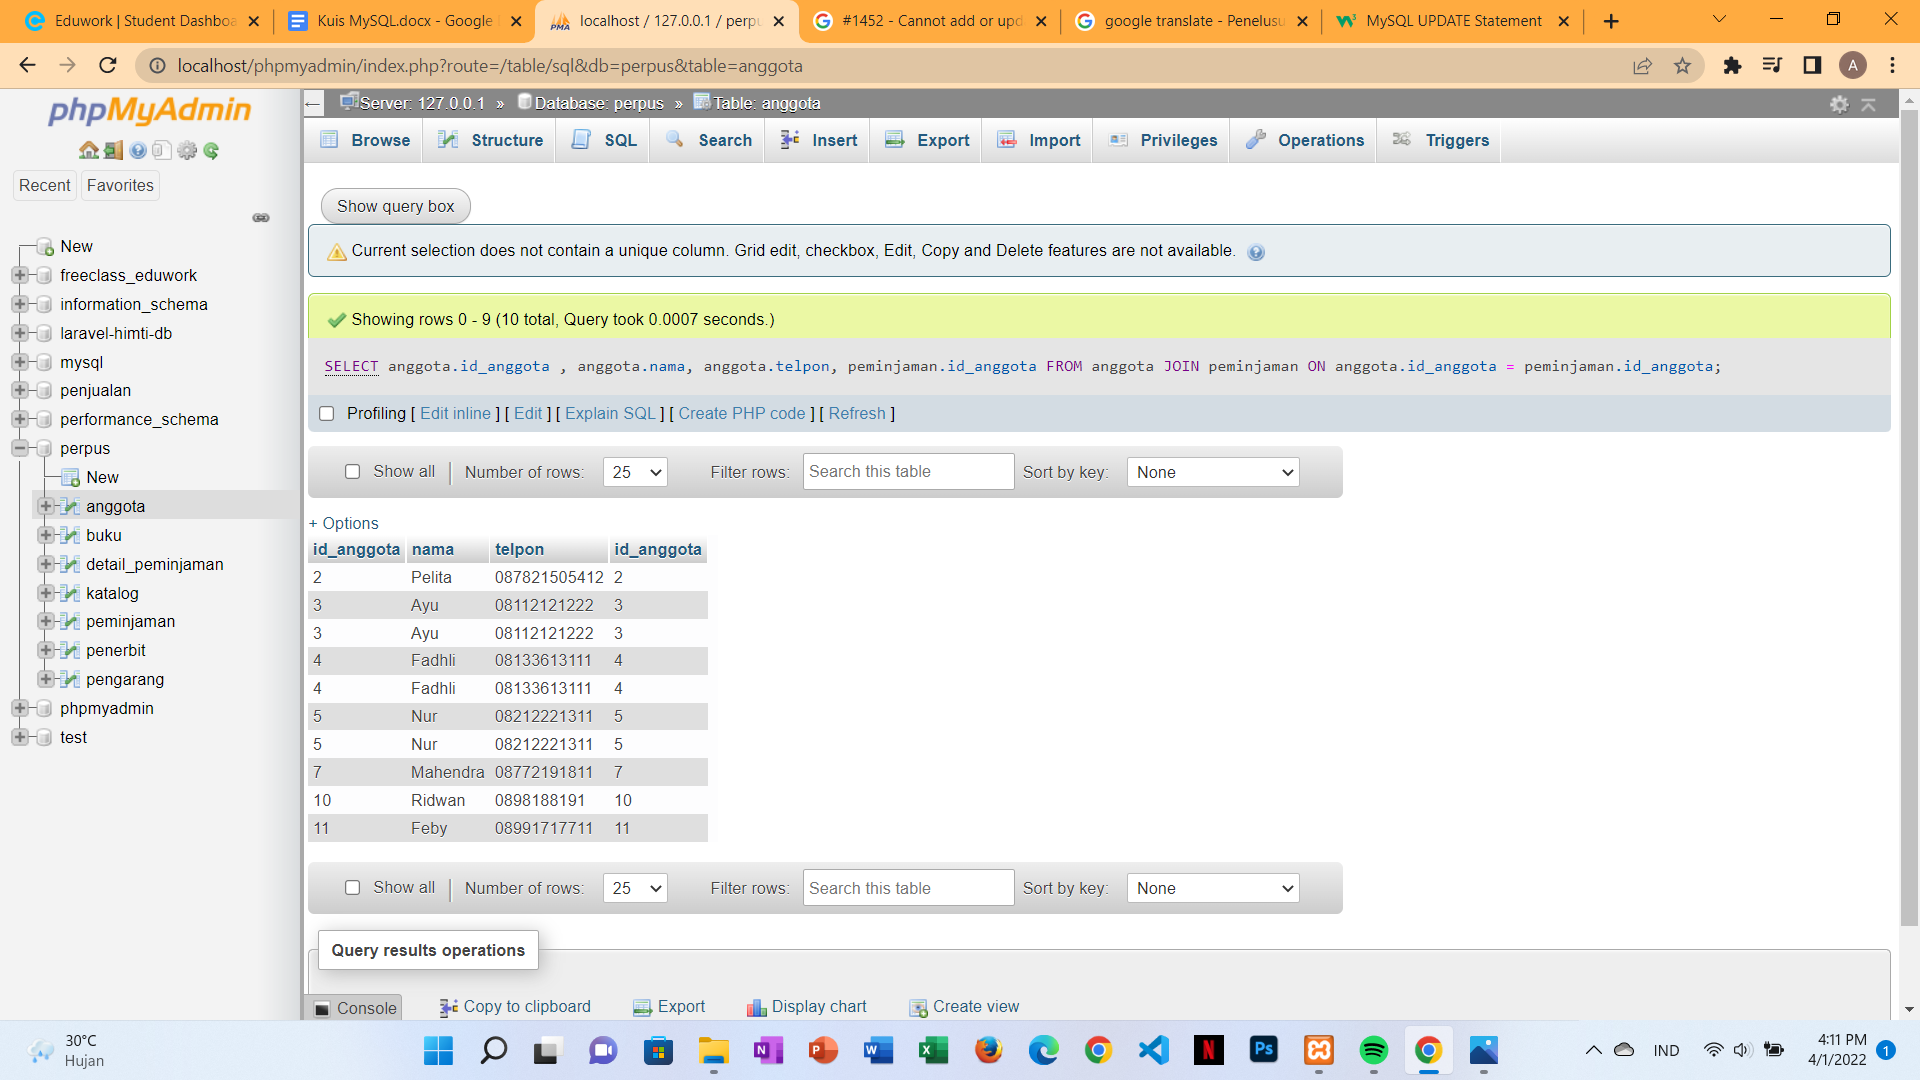 Eduwork | Student Dashboa
Kuis MySQL.docx - Google
localhost / 127.0.0.1 / perpu
#1452 - Cannot add or upd
google translate - Penelusu
MySQL UPDATE Statement
localhost/phpmyadmin/index.php?route=/table/sql&db=perpus&table=anggota
A
phpMyAdmin
Recent
Favorites
New
freeclass_eduwork
information_schema
laravel-himti-db
mysql
penjualan
performance_schema
perpus
New
anggota
buku
detail_peminjaman
katalog
peminjaman
penerbit
pengarang
phpmyadmin
test
Server: 127.0.0.1 » Database: perpus » Table: anggota
Browse Structure SQL Search Insert Export Import Privileges Operations Triggers
Show query box
Current selection does not contain a unique column. Grid edit, checkbox, Edit, Copy and Delete features are not available.
Showing rows 0 - 9 (10 total, Query took 0.0007 seconds.)
SELECT anggota.id_anggota , anggota.nama, anggota.telpon, peminjaman.id_anggota FROM anggota JOIN peminjaman ON anggota.id_anggota = peminjaman.id_anggota;
Profiling [ Edit inline ] [ Edit ] [ Explain SQL ] [ Create PHP code ] [ Refresh ]
Show all | Number of rows: 25 Filter rows: Search this table Sort by key: None
+ Options
id_anggota nama telpon id_anggota
2 Pelita 087821505412 2
3 Ayu 08112121222 3
3 Ayu 08112121222 3
4 Fadhli 08133613111 4
4 Fadhli 08133613111 4
5 Nur 08212221311 5
5 Nur 08212221311 5
7 Mahendra 08772191811 7
10 Ridwan 0898188191 10
11 Feby 08991717711 11
Show all | Number of rows: 25 Filter rows: Search this table Sort by key: None
Query results operations
Console
Copy to clipboard Export Display chart Create view
30°C
Hujan
IND
4:11 PM
4/1/2022
1